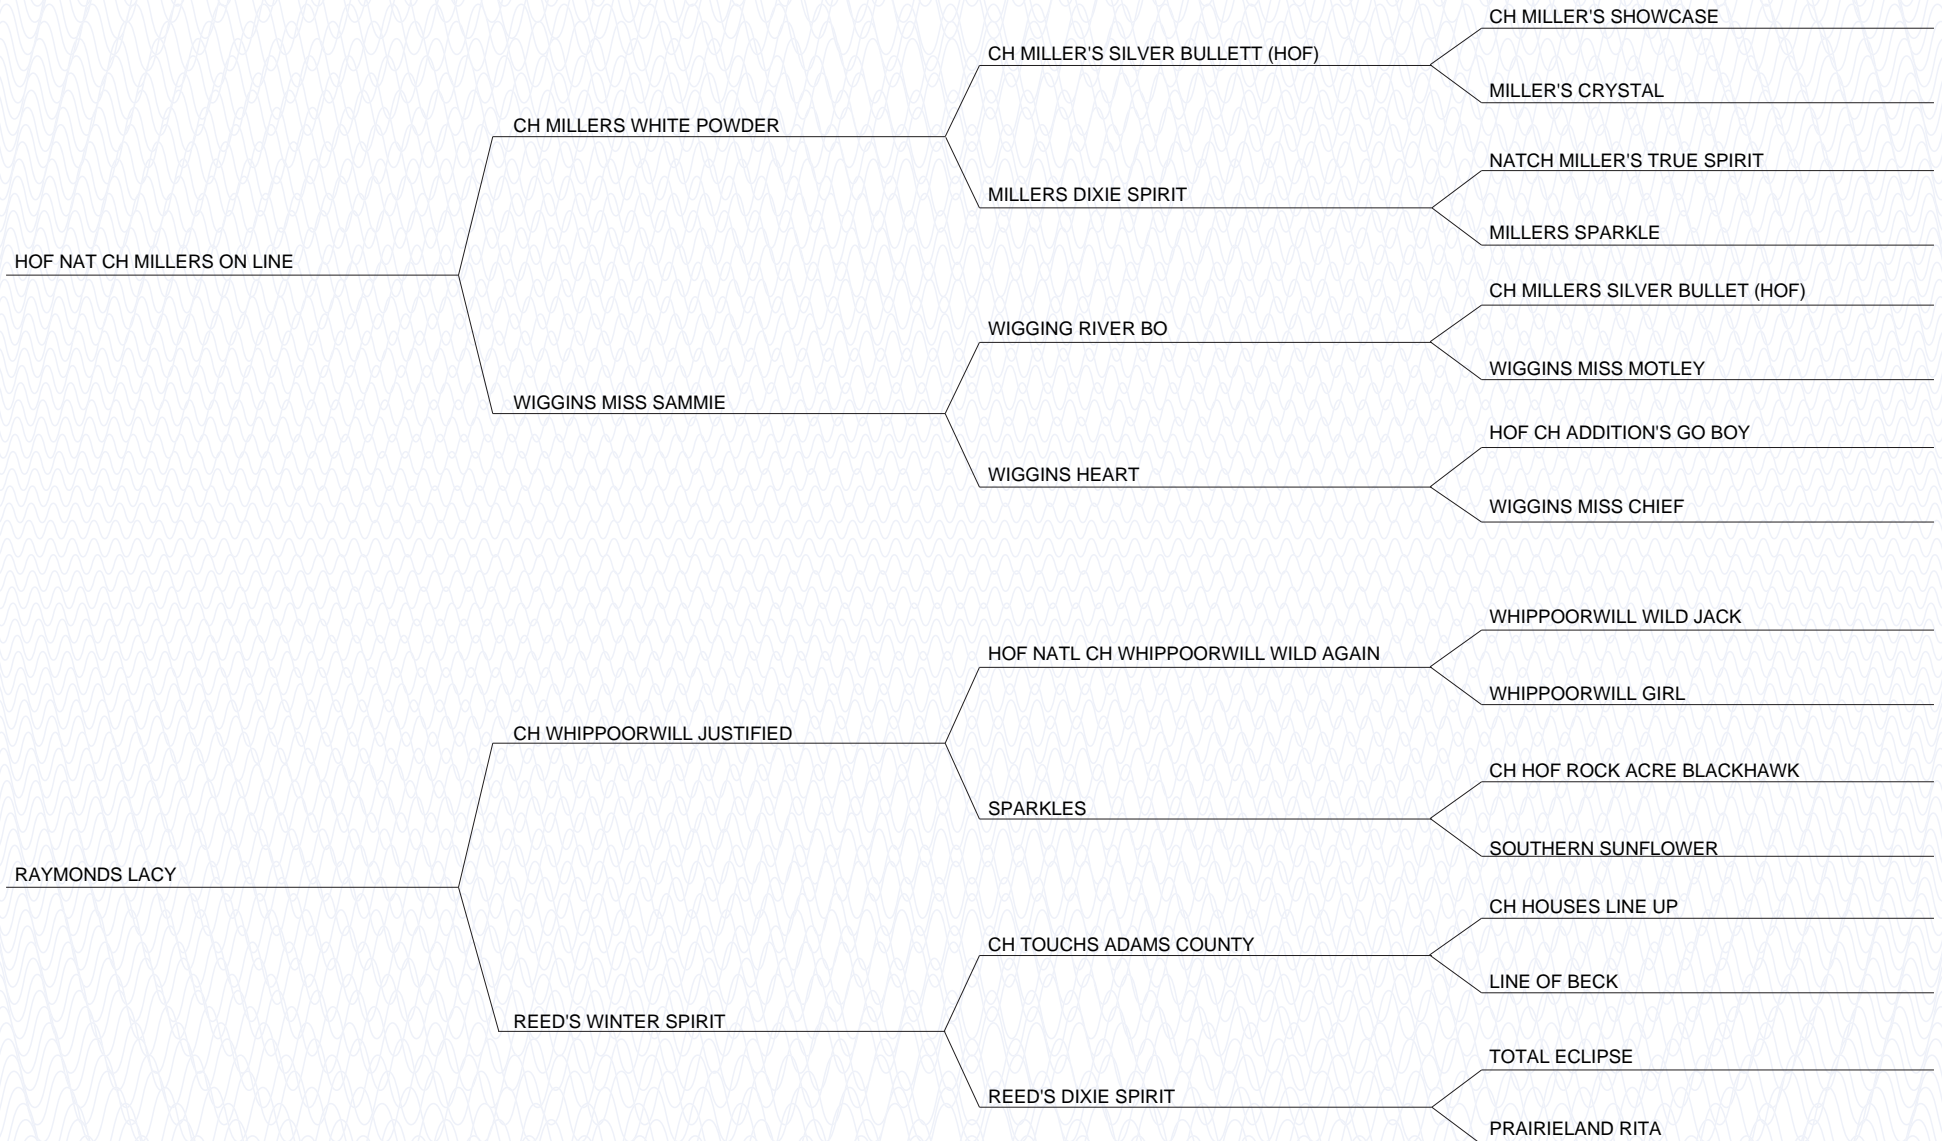 CH MILLER'S SHOWCASE
CH MILLER'S SILVER BULLETT (HOF)
MILLER'S CRYSTAL
CH MILLERS WHITE POWDER
NATCH MILLER'S TRUE SPIRIT
MILLERS DIXIE SPIRIT
MILLERS SPARKLE
HOF NAT CH MILLERS ON LINE
CH MILLERS SILVER BULLET (HOF)
WIGGING RIVER BO
WIGGINS MISS MOTLEY
WIGGINS MISS SAMMIE
HOF CH ADDITION'S GO BOY
WIGGINS HEART
WIGGINS MISS CHIEF
WHIPPOORWILL WILD JACK
HOF NATL CH WHIPPOORWILL WILD AGAIN
WHIPPOORWILL GIRL
CH WHIPPOORWILL JUSTIFIED
CH HOF ROCK ACRE BLACKHAWK
SPARKLES
SOUTHERN SUNFLOWER
RAYMONDS LACY
CH HOUSES LINE UP
CH TOUCHS ADAMS COUNTY
LINE OF BECK
REED'S WINTER SPIRIT
TOTAL ECLIPSE
REED'S DIXIE SPIRIT
PRAIRIELAND RITA